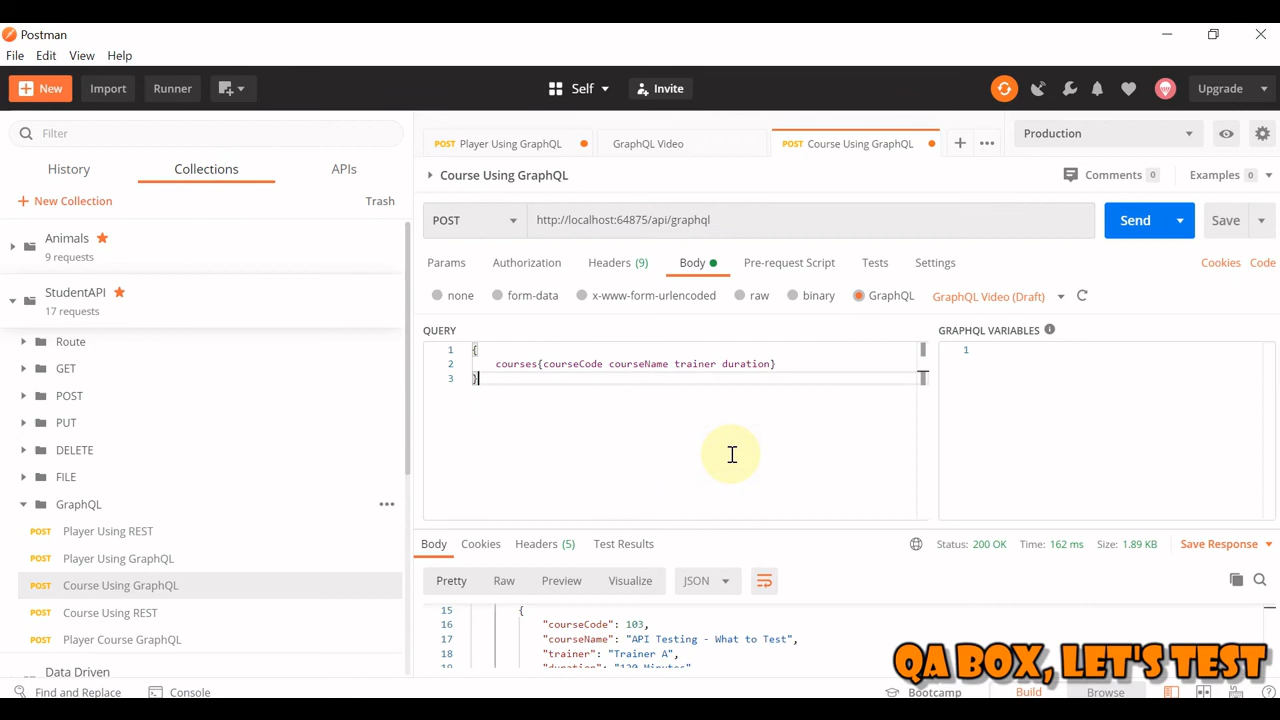 Postman
File Edit View Help
New Import Runner Self Invite Upgrade
Filter
History Collections APIs
New Collection Trash
Animals
9 requests
StudentAPI
17 requests
Route
GET
POST
PUT
DELETE
FILE
GraphQL
POST Player Using REST
POST Player Using GraphQL
POST Course Using GraphQL
POST Course Using REST
POST Player Course GraphQL
Data Driven
POST Player Using GraphQL GraphQL Video POST Course Using GraphQL Production
Course Using GraphQL Comments 0 Examples 0
POST http://localhost:64875/api/graphql Send Save
Params Authorization Headers (9) Body Pre-request Script Tests Settings Cookies Code
none form-data x-www-form-urlencoded raw binary GraphQL GraphQL Video (Draft)
QUERY GRAPHQL VARIABLES
1 { 1
2 courses{courseCode courseName trainer duration}
3 }
Body Cookies Headers (5) Test Results Status: 200 OK Time: 162 ms Size: 1.89 KB Save Response
Pretty Raw Preview Visualize JSON
15 {
16 "courseCode": 103,
17 "courseName": "API Testing - What to Test",
18 "trainer": "Trainer A",
19 "duration": "120 Minutes"
QA BOX, LET'S TEST
Find and Replace Console Bootcamp Build Browse